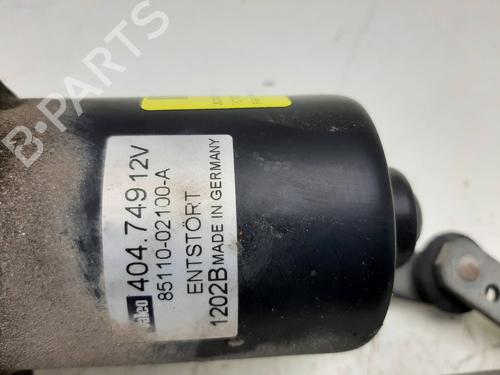 B-PARTS
Valeo 404.749 12V
85110-02100-A
ENTSTÖRT
1202B MADE IN GERMANY